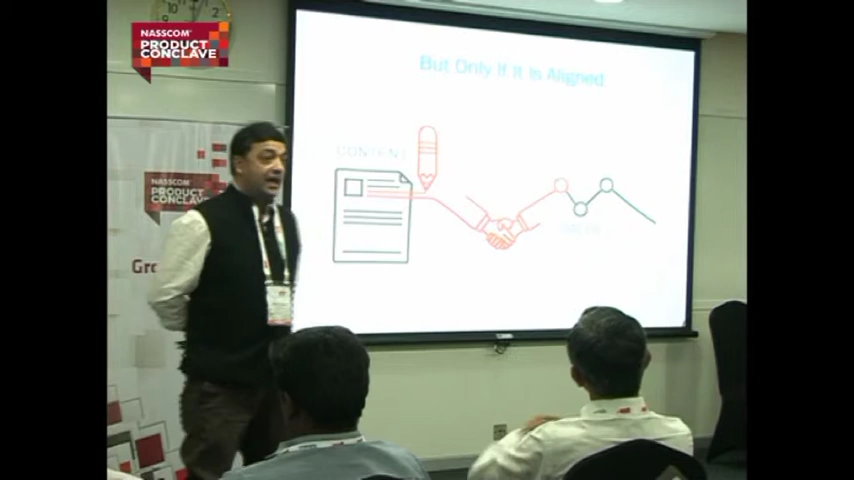 NASSCOM®
PRODUCT
CONCLAVE
But Only If It Is Aligned
CONTENT
NASSCOM
PRODUCT
CONCLAVE
Gro